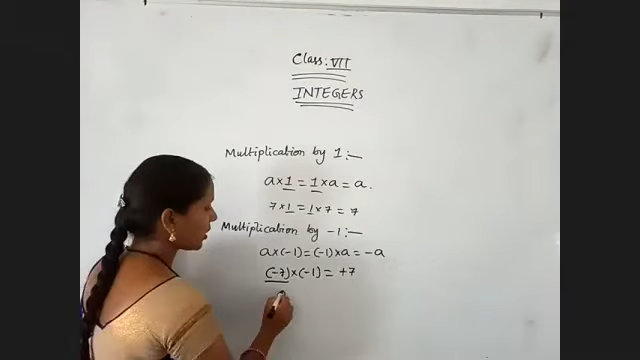 Class: VII
INTEGERS
Multiplication by 1:—
a×1 = 1×a = a.
7×1 = 1×7 = 7
Multiplication by -1:—
a×(-1) = (-1)×a = -a
(-7)×(-1) = +7